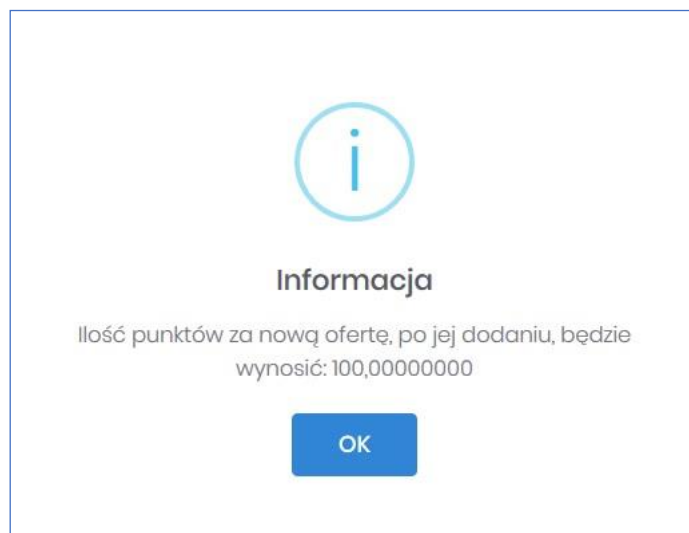 i
Informacja
Ilość punktów za nową ofertę, po jej dodaniu, będzie
wynosić: 100,00000000
OK